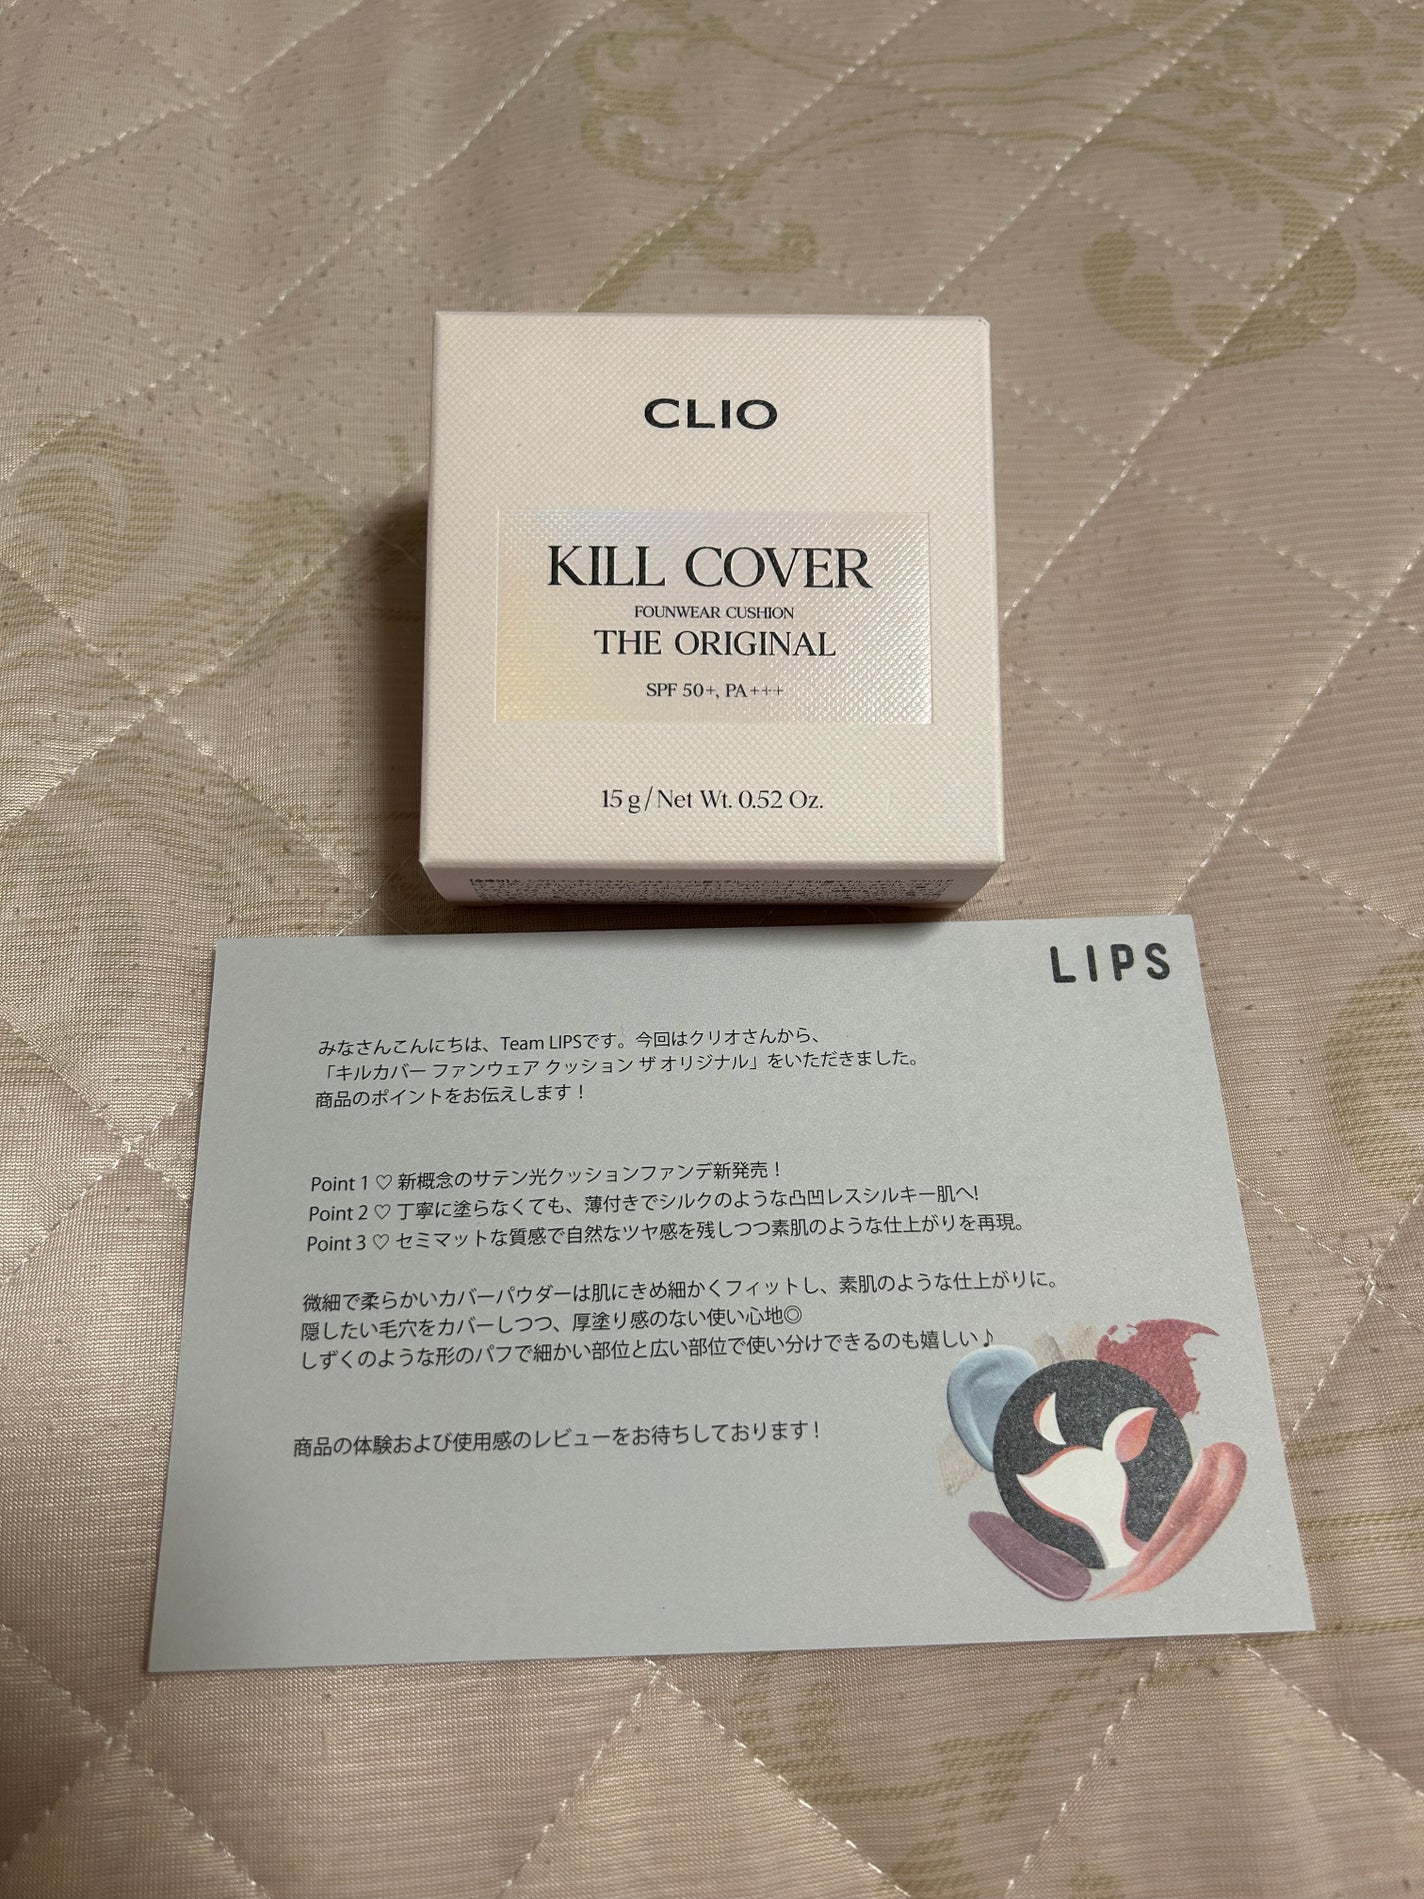 CLIO
KILL COVER
FOUNWEAR CUSHION
THE ORIGINAL
SPF 50+, PA+++
15 g/Net Wt. 0.52 Oz.
LIPS
みなさんこんにちは、Team LIPSです。今回はクリオさんから、
「キルカバー ファンウェア クッション ザ オリジナル」をいただきました。
商品のポイントをお伝えします！
Point 1 ♡ 新概念のサテン光クッションファンデ新発売！
Point 2 ♡ 丁寧に塗らなくても、薄付きでシルクのような凸凹レスシルキー肌へ!
Point 3 ♡ セミマットな質感で自然なツヤ感を残しつつ素肌のような仕上がりを再現。
微細で柔らかいカバーパウダーは肌にきめ細かくフィットし、素肌のような仕上がりに。
隠したい毛穴をカバーしつつ、厚塗り感のない使い心地◎
しずくのような形のパフで細かい部位と広い部位で使い分けできるのも嬉しい♪
商品の体験および使用感のレビューをお待ちしております！